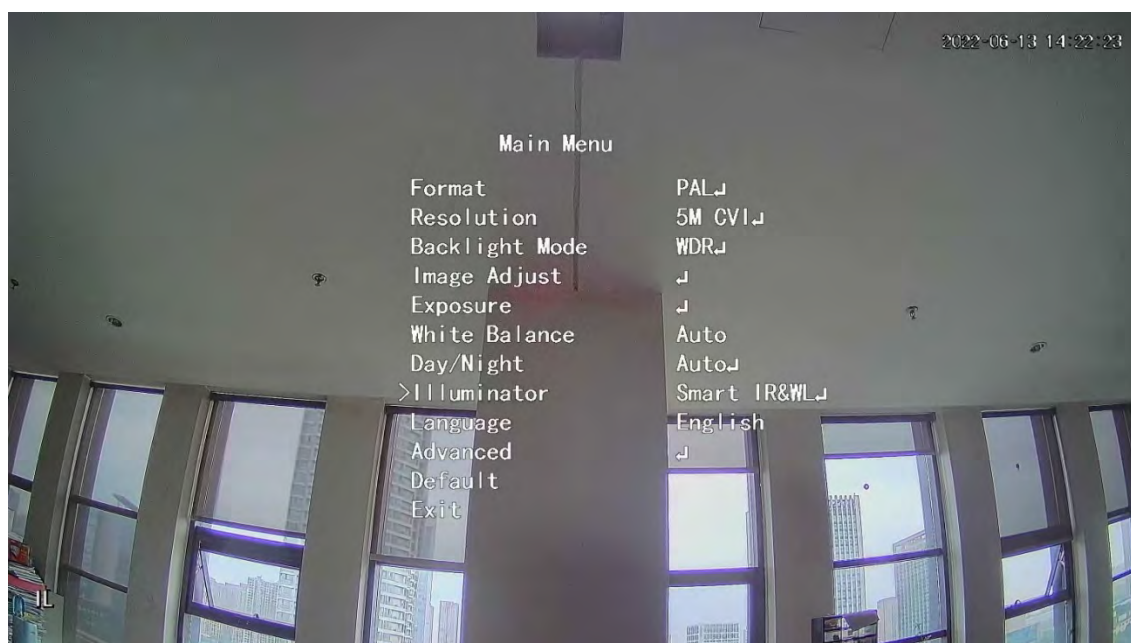 2022-06-13 14:22:23
Main Menu
Format PAL↲
Resolution 5M CVI↲
Backlight Mode WDR↲
Image Adjust ↲
Exposure ↲
White Balance Auto
Day/Night Auto↲
>Illuminator Smart IR&WL↲
Language English
Advanced ↲
Default
Exit
IL